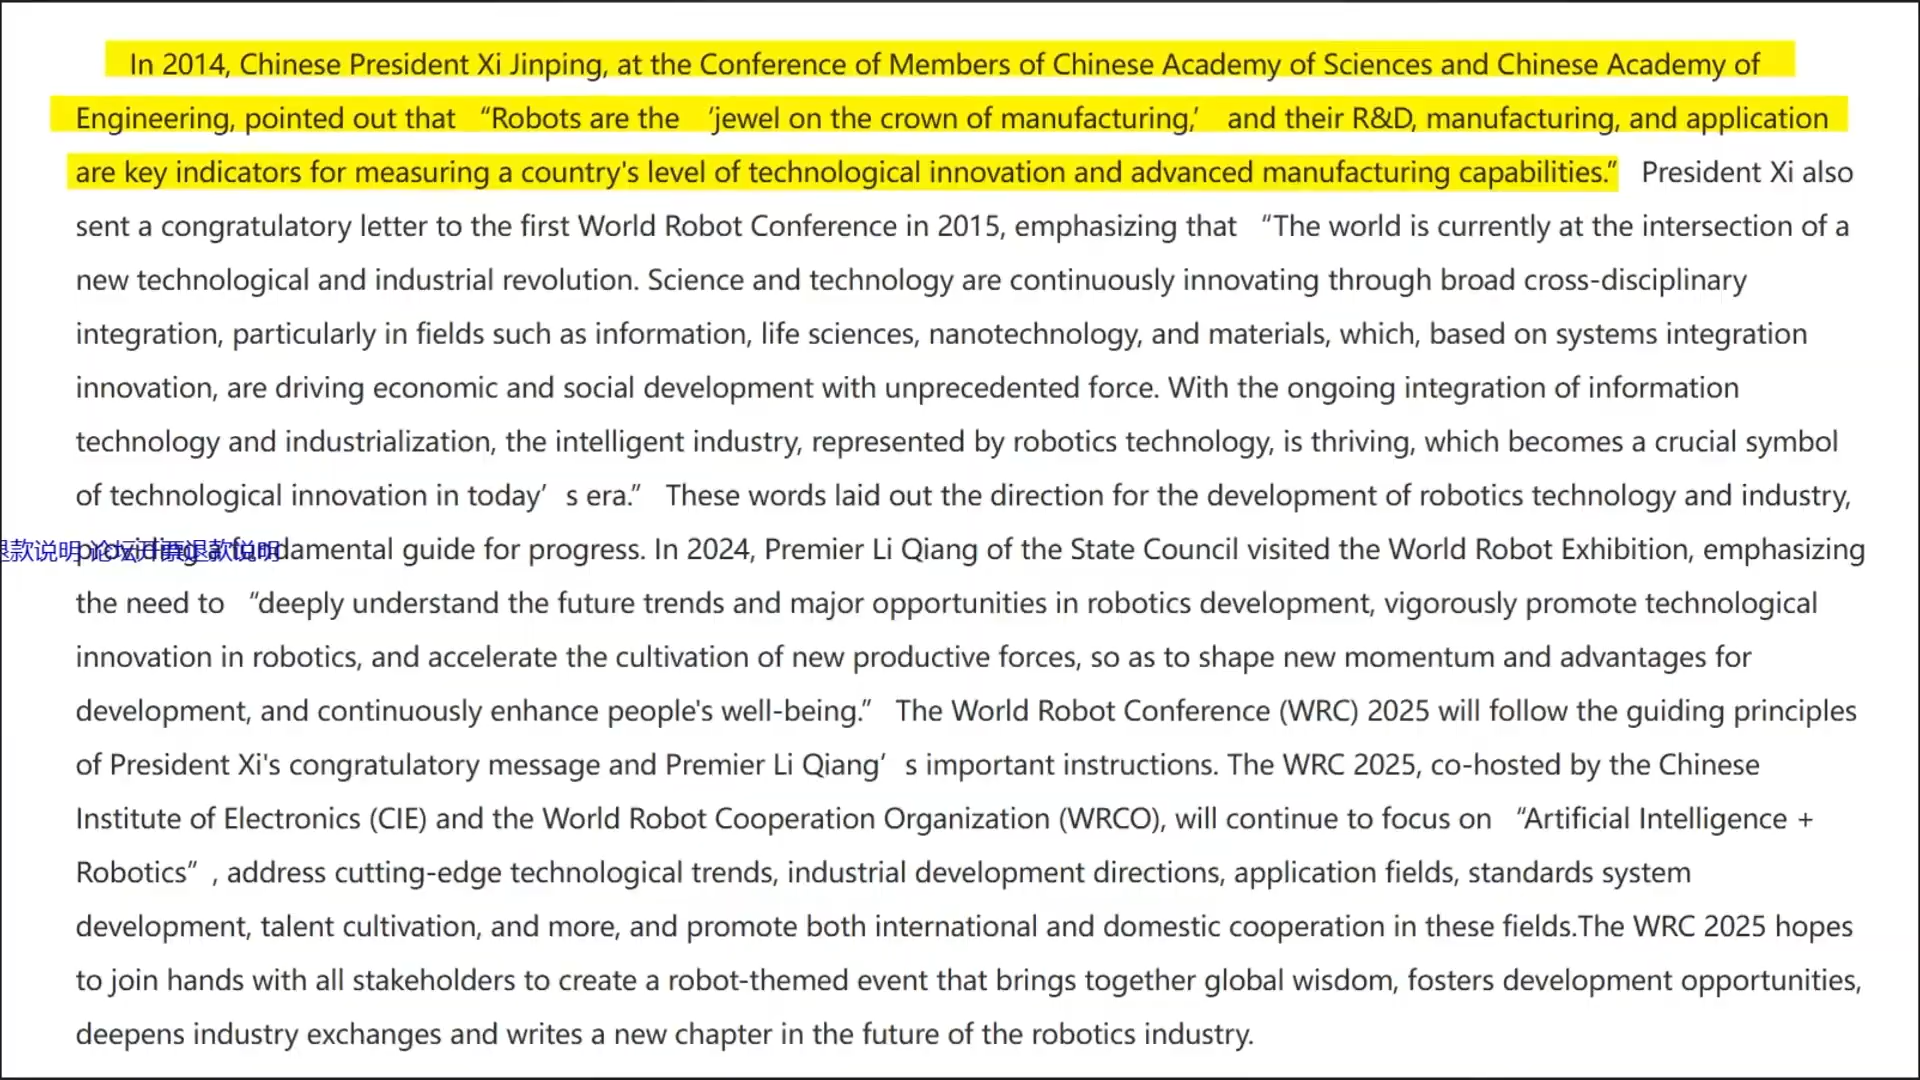 In 2014, Chinese President Xi Jinping, at the Conference of Members of Chinese Academy of Sciences and Chinese Academy of
Engineering, pointed out that “Robots are the ‘jewel on the crown of manufacturing,’ and their R&D, manufacturing, and application
are key indicators for measuring a country's level of technological innovation and advanced manufacturing capabilities.” President Xi also
sent a congratulatory letter to the first World Robot Conference in 2015, emphasizing that “The world is currently at the intersection of a
new technological and industrial revolution. Science and technology are continuously innovating through broad cross-disciplinary
integration, particularly in fields such as information, life sciences, nanotechnology, and materials, which, based on systems integration
innovation, are driving economic and social development with unprecedented force. With the ongoing integration of information
technology and industrialization, the intelligent industry, represented by robotics technology, is thriving, which becomes a crucial symbol
of technological innovation in today’s era.” These words laid out the direction for the development of robotics technology and industry,
providing a fundamental guide for progress. In 2024, Premier Li Qiang of the State Council visited the World Robot Exhibition, emphasizing
退款说明 论坛开票退款说明
the need to “deeply understand the future trends and major opportunities in robotics development, vigorously promote technological
innovation in robotics, and accelerate the cultivation of new productive forces, so as to shape new momentum and advantages for
development, and continuously enhance people's well-being.” The World Robot Conference (WRC) 2025 will follow the guiding principles
of President Xi's congratulatory message and Premier Li Qiang’s important instructions. The WRC 2025, co-hosted by the Chinese
Institute of Electronics (CIE) and the World Robot Cooperation Organization (WRCO), will continue to focus on “Artificial Intelligence +
Robotics”, address cutting-edge technological trends, industrial development directions, application fields, standards system
development, talent cultivation, and more, and promote both international and domestic cooperation in these fields.The WRC 2025 hopes
to join hands with all stakeholders to create a robot-themed event that brings together global wisdom, fosters development opportunities,
deepens industry exchanges and writes a new chapter in the future of the robotics industry.